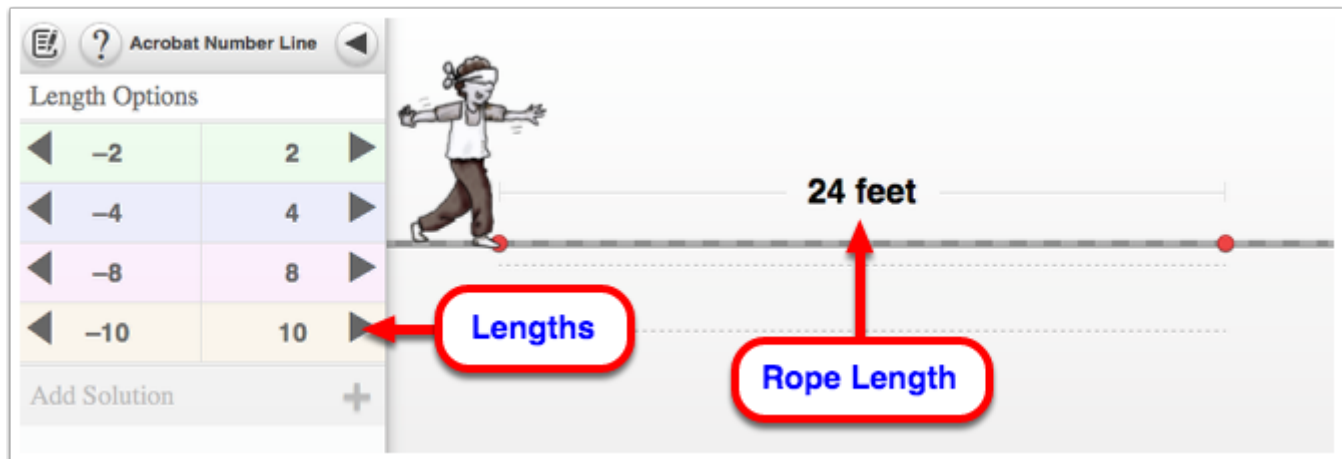 ? Acrobat Number Line
Length Options
–2 2
–4 4
–8 8
–10 10
Add Solution +
24 feet
Lengths
Rope Length